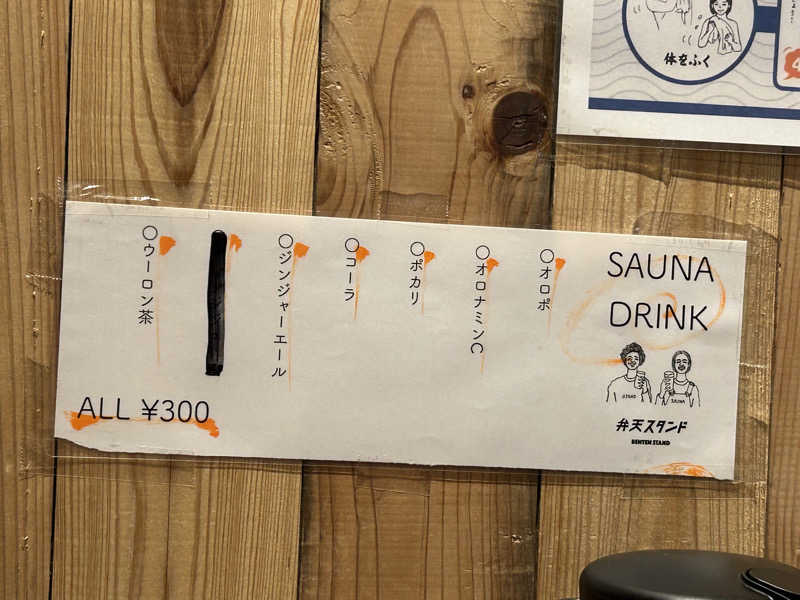 体をふく
SAUNA
DRINK
○オロポ
○オロナミンC
○ポカリ
○コーラ
○ジンジャーエール
○ウーロン茶
ALL ¥300
STAND
SAUNA
弁天スタンド
BENTEN STAND